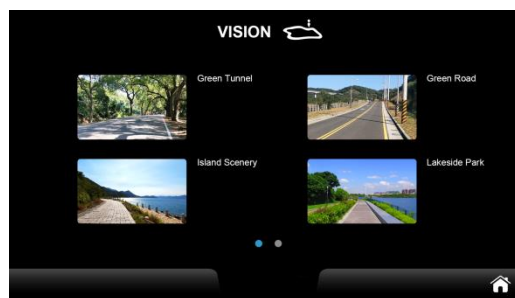 VISION
Green Tunnel
Green Road
Island Scenery
Lakeside Park